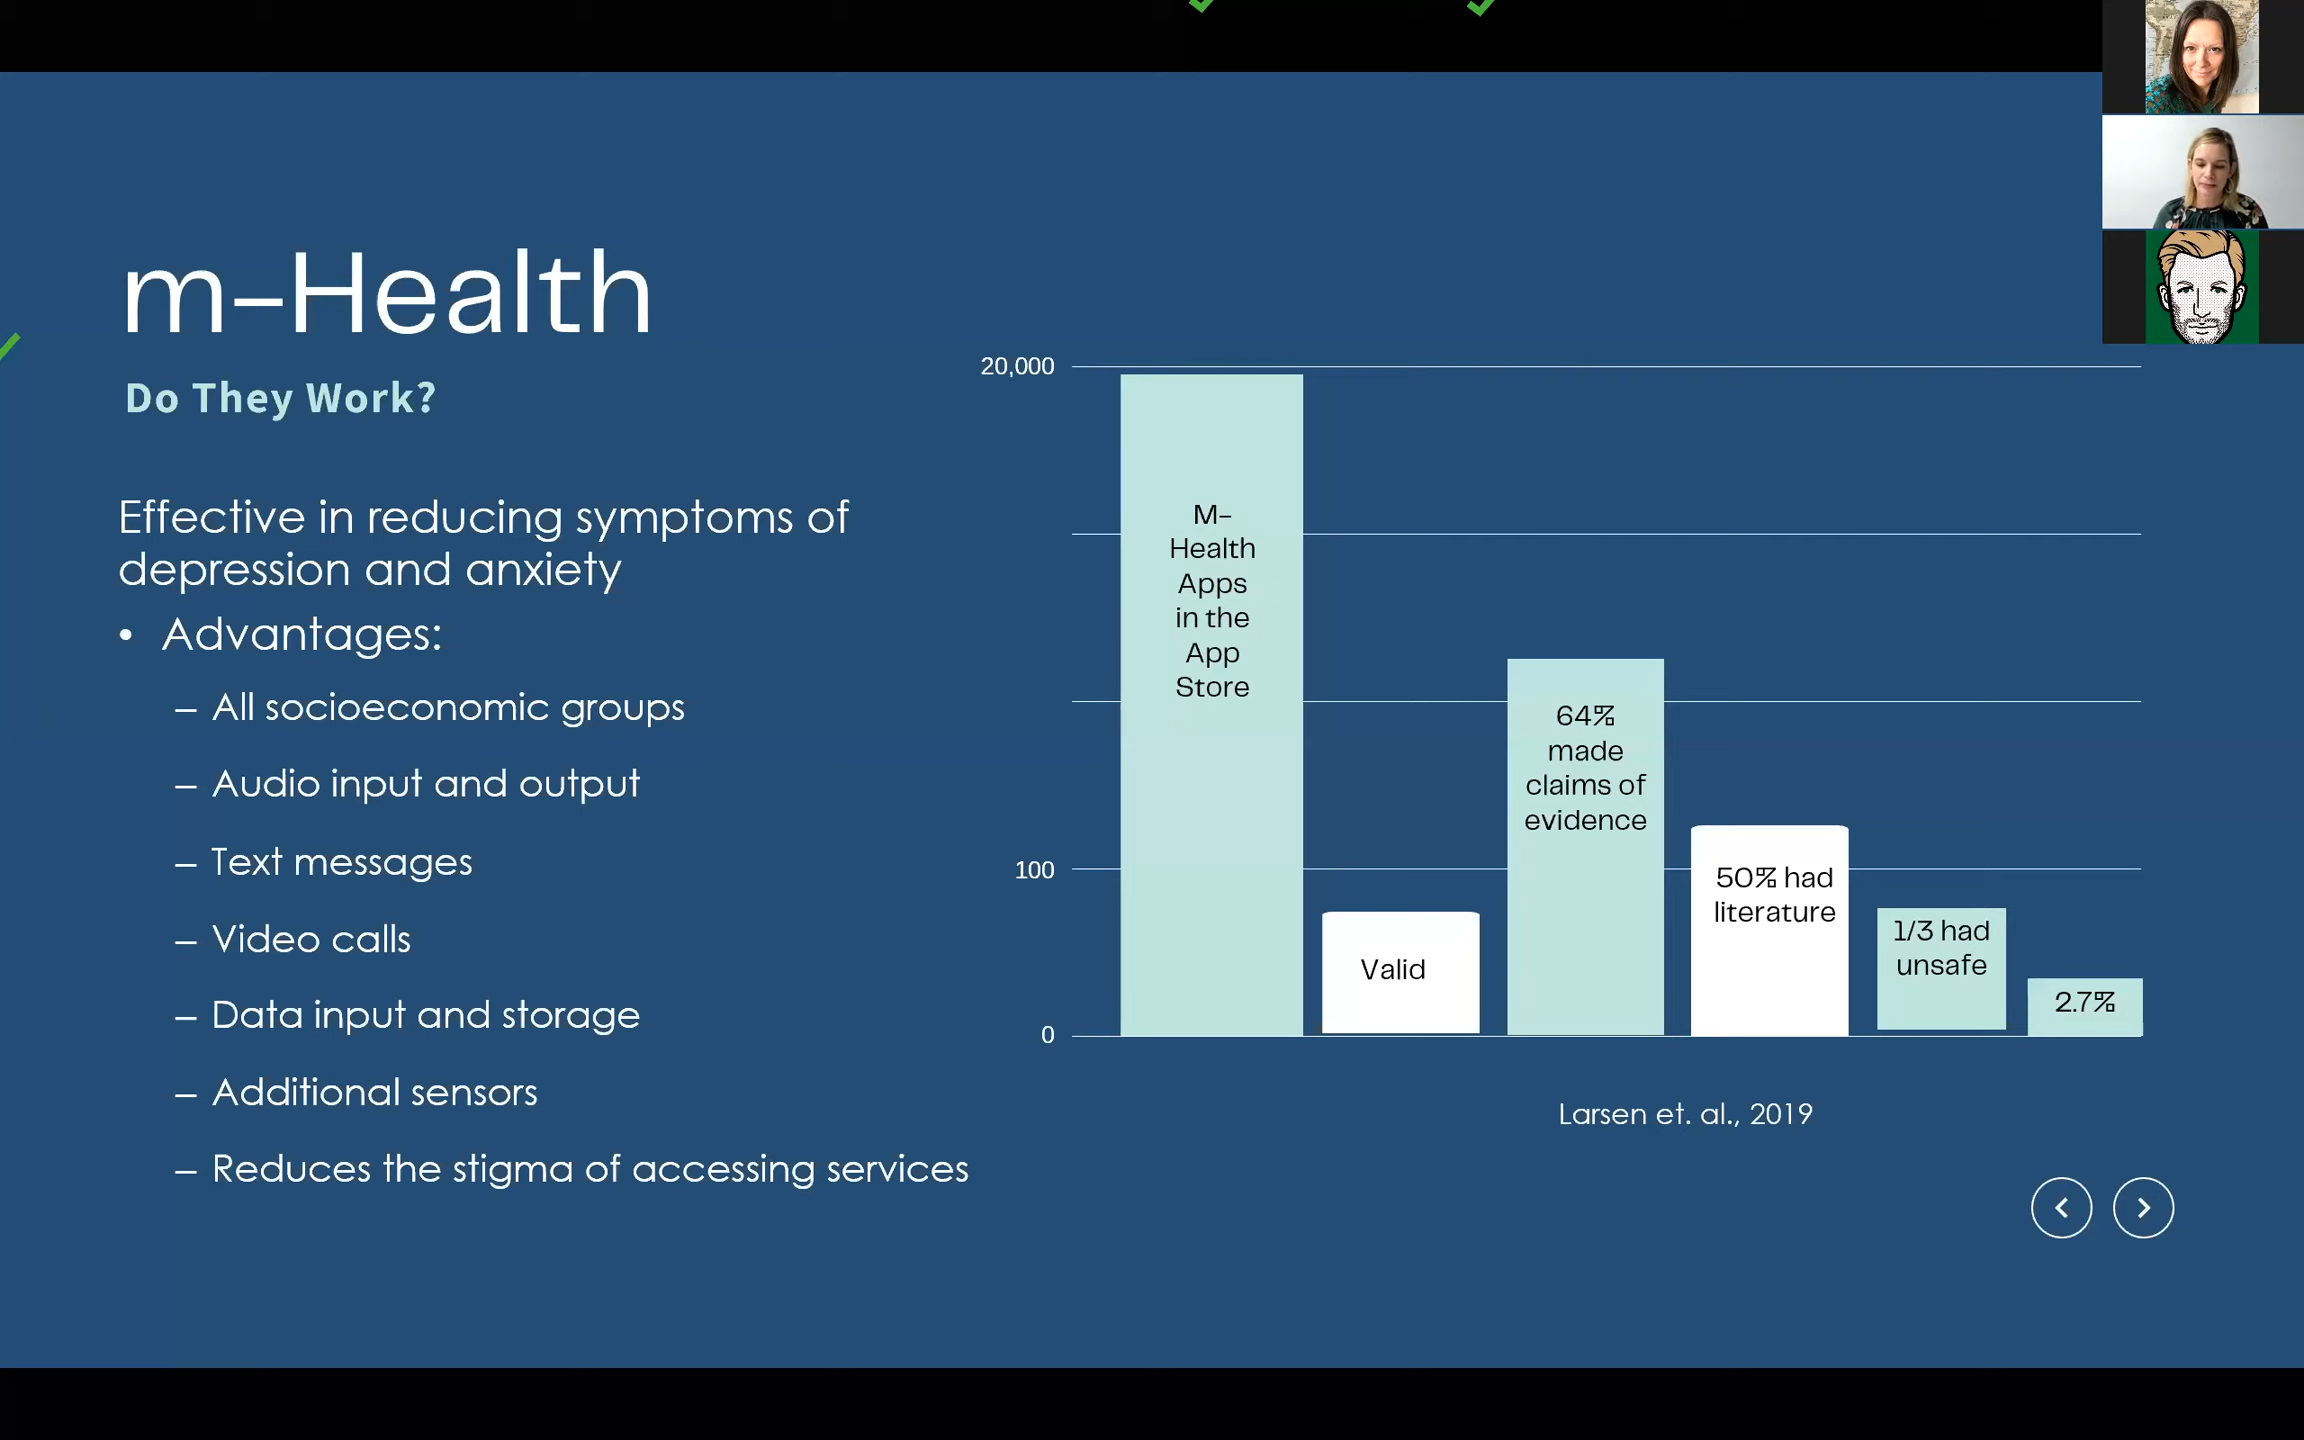 m-Health
Do They Work?
Effective in reducing symptoms of
depression and anxiety
• Advantages:
– All socioeconomic groups
– Audio input and output
– Text messages
– Video calls
– Data input and storage
– Additional sensors
– Reduces the stigma of accessing services
20,000
100
0
M-
Health
Apps
in the
App
Store
Valid
64%
made
claims of
evidence
50% had
literature
1/3 had
unsafe
2.7%
Larsen et. al., 2019